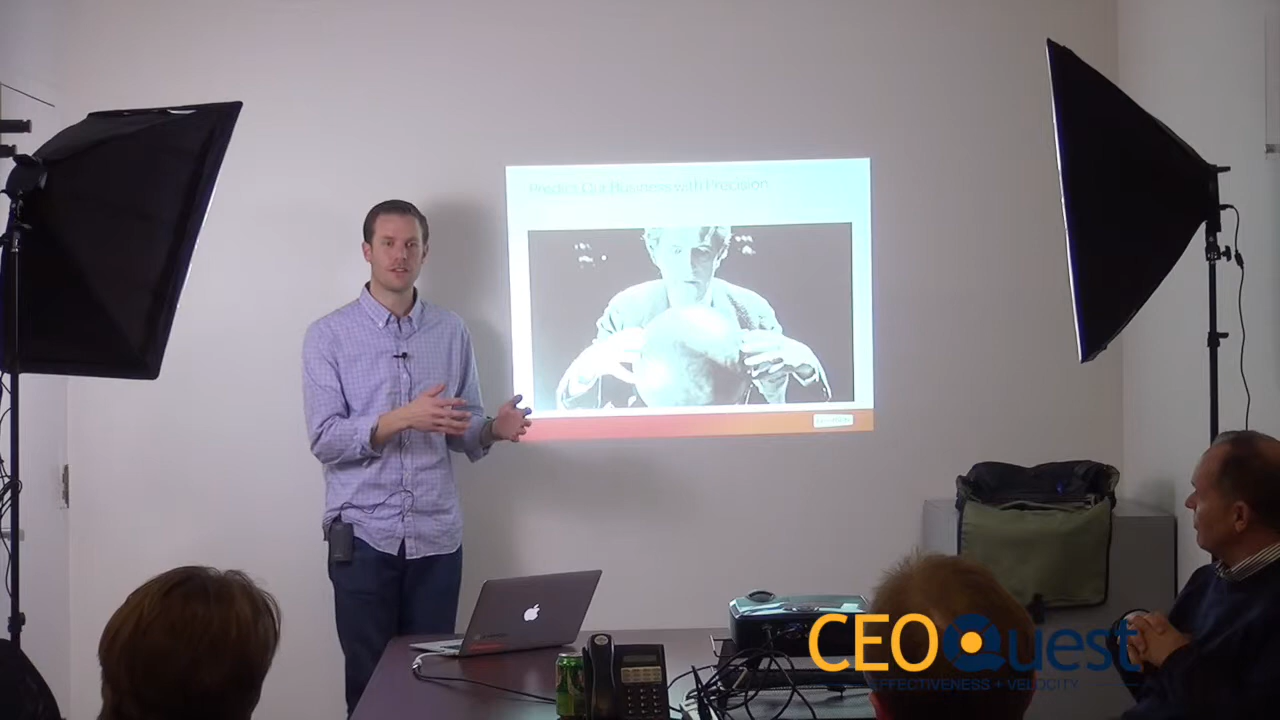 Predict Our Business with Precision
CEOQuest
EFFECTIVENESS + VELOCITY